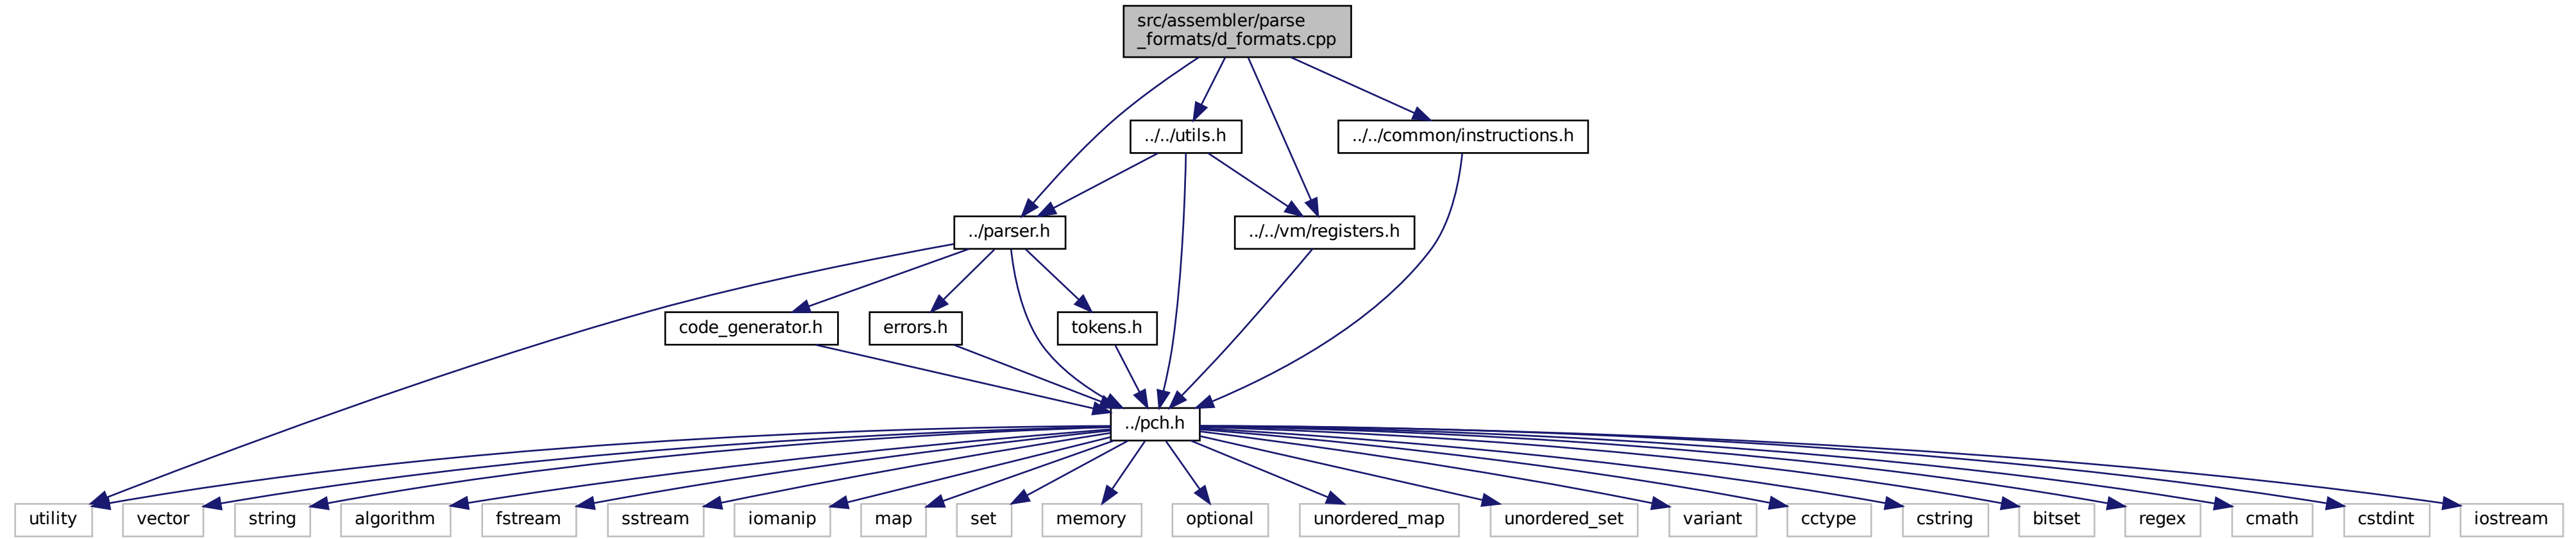 src/assembler/parse
_formats/d_formats.cpp
../../utils.h
../../common/instructions.h
../parser.h
../../vm/registers.h
code_generator.h
errors.h
tokens.h
../pch.h
utility
vector
string
algorithm
fstream
sstream
iomanip
map
set
memory
optional
unordered_map
unordered_set
variant
cctype
cstring
bitset
regex
cmath
cstdint
iostream